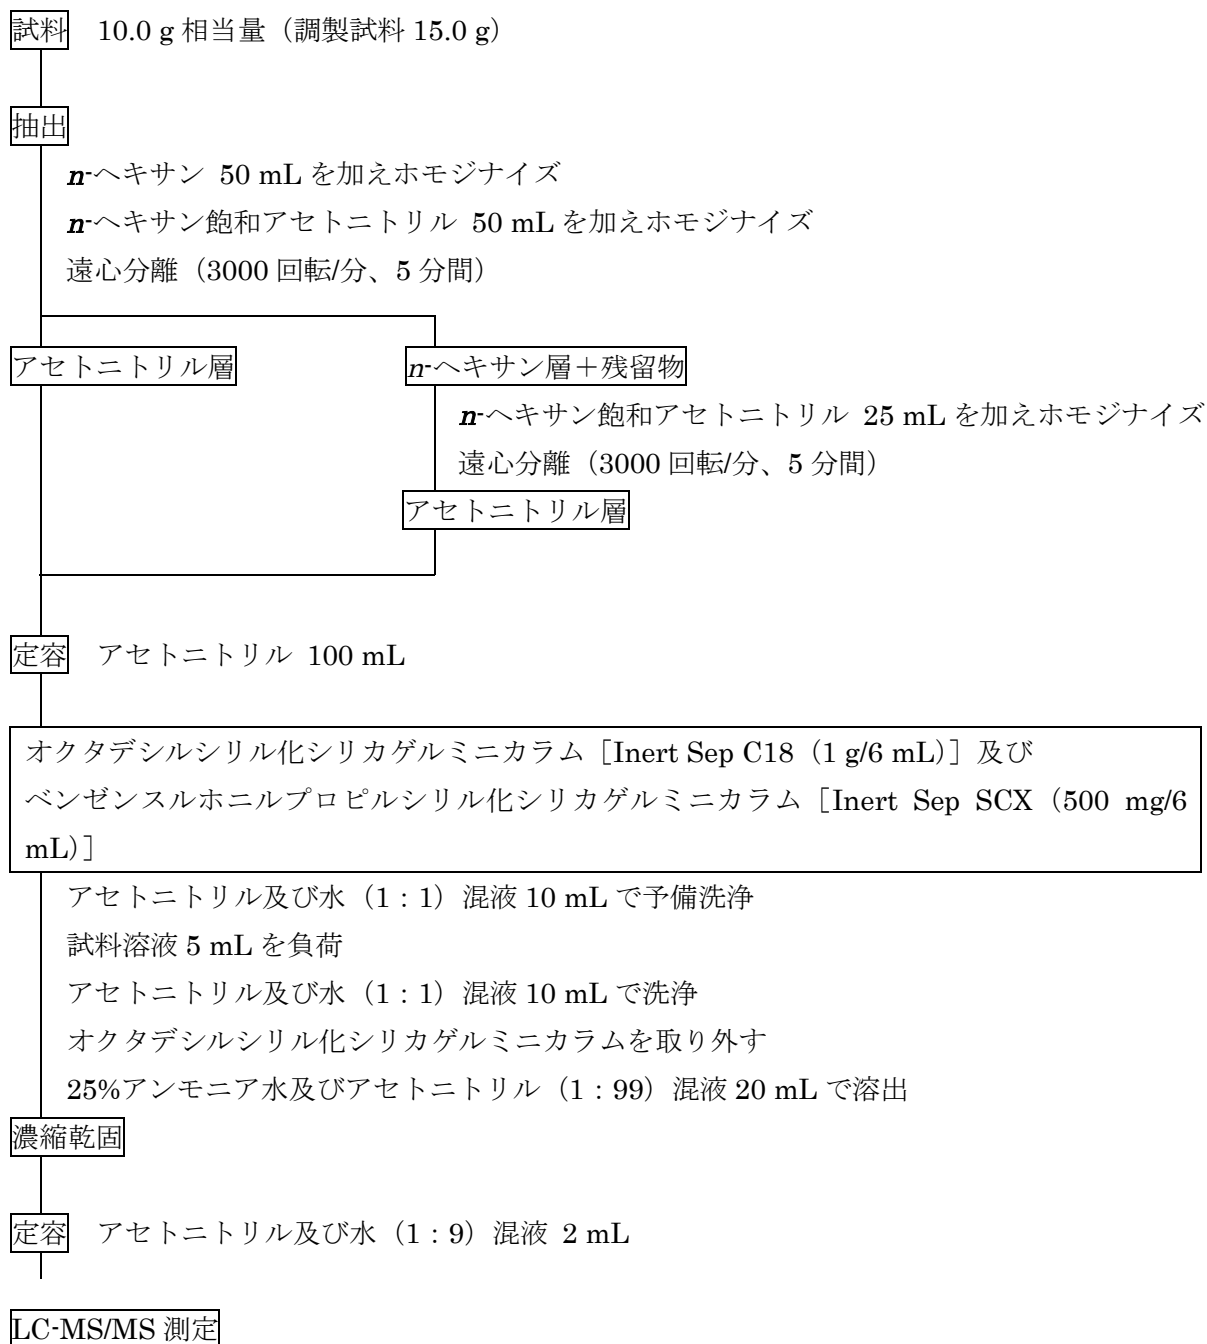 試料　10.0 g 相当量（調製試料 15.0 g）
抽出
n-ヘキサン 50 mL を加えホモジナイズ
n-ヘキサン飽和アセトニトリル 50 mL を加えホモジナイズ
遠心分離（3000 回転/分、5 分間）
アセトニトリル層　n-ヘキサン層＋残留物
n-ヘキサン飽和アセトニトリル 25 mL を加えホモジナイズ
遠心分離（3000 回転/分、5 分間）
アセトニトリル層
定容　アセトニトリル 100 mL
オクタデシルシリル化シリカゲルミニカラム［Inert Sep C18（1 g/6 mL）］及び
ベンゼンスルホニルプロピルシリル化シリカゲルミニカラム［Inert Sep SCX（500 mg/6
mL）］
アセトニトリル及び水（1：1）混液 10 mL で予備洗浄
試料溶液 5 mL を負荷
アセトニトリル及び水（1：1）混液 10 mL で洗浄
オクタデシルシリル化シリカゲルミニカラムを取り外す
25%アンモニア水及びアセトニトリル（1：99）混液 20 mL で溶出
濃縮乾固
定容　アセトニトリル及び水（1：9）混液 2 mL
LC-MS/MS 測定